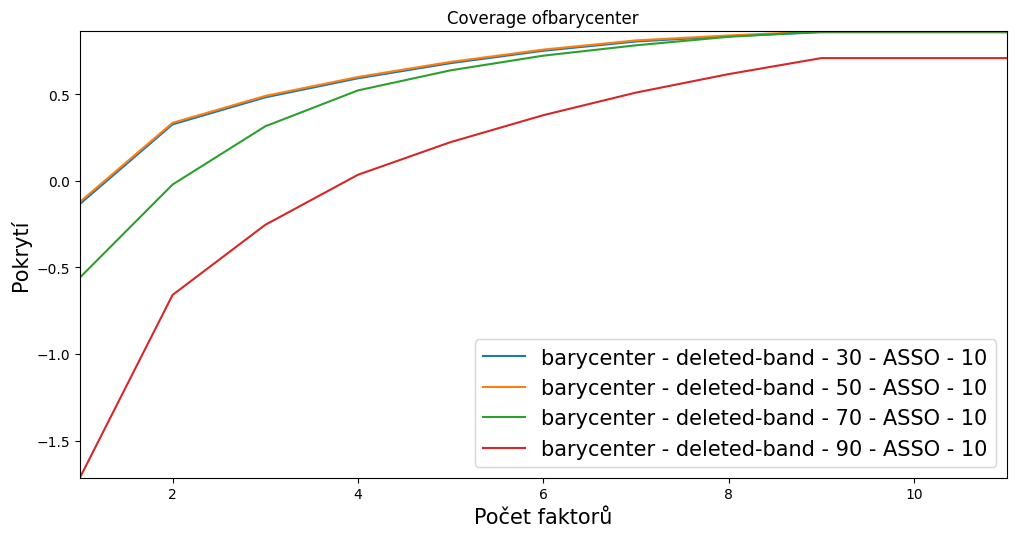 Coverage ofbarycenter
Pokrytí
0.5
0.0
−0.5
−1.0
−1.5
barycenter - deleted-band - 30 - ASSO - 10
barycenter - deleted-band - 50 - ASSO - 10
barycenter - deleted-band - 70 - ASSO - 10
barycenter - deleted-band - 90 - ASSO - 10
2 4 6 8 10
Počet faktorů